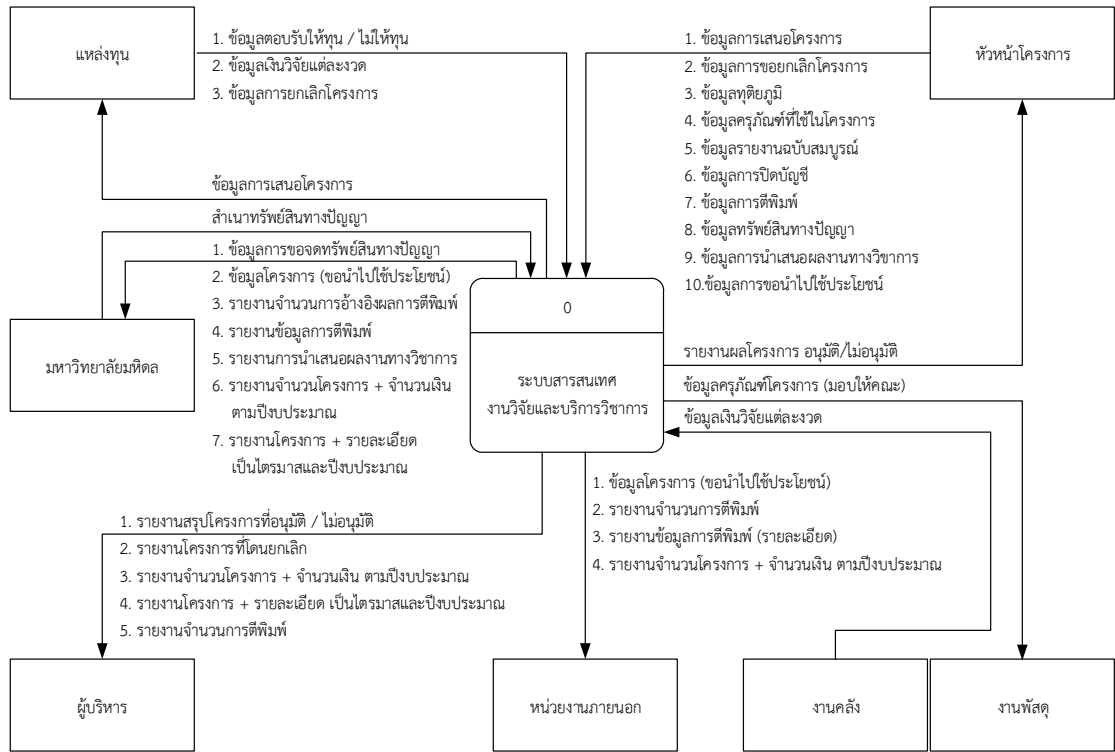 แหล่งทุน
1. ข้อมูลตอบรับให้ทุน / ไม่ให้ทุน
2. ข้อมูลเงินวิจัยแต่ละงวด
3. ข้อมูลการยกเลิกโครงการ
1. ข้อมูลการเสนอโครงการ
2. ข้อมูลการขอยกเลิกโครงการ
3. ข้อมูลทุติยภูมิ
4. ข้อมูลครุภัณฑ์ที่ใช้ในโครงการ
5. ข้อมูลรายงานฉบับสมบูรณ์
6. ข้อมูลการปิดบัญชี
7. ข้อมูลการตีพิมพ์
8. ข้อมูลทรัพย์สินทางปัญญา
9. ข้อมูลการนำเสนอผลงานทางวิชาการ
10.ข้อมูลการขอนำไปใช้ประโยชน์
หัวหน้าโครงการ
ข้อมูลการเสนอโครงการ
สำเนาทรัพย์สินทางปัญญา
1. ข้อมูลการขอจดทรัพย์สินทางปัญญา
2. ข้อมูลโครงการ (ขอนำไปใช้ประโยชน์)
3. รายงานจำนวนการอ้างอิงผลการตีพิมพ์
4. รายงานข้อมูลการตีพิมพ์
5. รายงานการนำเสนอผลงานทางวิชาการ
6. รายงานจำนวนโครงการ + จำนวนเงิน
ตามปีงบประมาณ
7. รายงานโครงการ + รายละเอียด
เป็นไตรมาสและปีงบประมาณ
มหาวิทยาลัยมหิดล
0
ระบบสารสนเทศ
งานวิจัยและบริการวิชาการ
รายงานผลโครงการ อนุมัติ/ไม่อนุมัติ
ข้อมูลครุภัณฑ์โครงการ (มอบให้คณะ)
ข้อมูลเงินวิจัยแต่ละงวด
1. รายงานสรุปโครงการที่อนุมัติ / ไม่อนุมัติ
2. รายงานโครงการที่โดนยกเลิก
3. รายงานจำนวนโครงการ + จำนวนเงิน ตามปีงบประมาณ
4. รายงานโครงการ + รายละเอียด เป็นไตรมาสและปีงบประมาณ
5. รายงานจำนวนการตีพิมพ์
1. ข้อมูลโครงการ (ขอนำไปใช้ประโยชน์)
2. รายงานจำนวนการตีพิมพ์
3. รายงานข้อมูลการตีพิมพ์ (รายละเอียด)
4. รายงานจำนวนโครงการ + จำนวนเงิน ตามปีงบประมาณ
ผู้บริหาร
หน่วยงานภายนอก
งานคลัง
งานพัสดุ